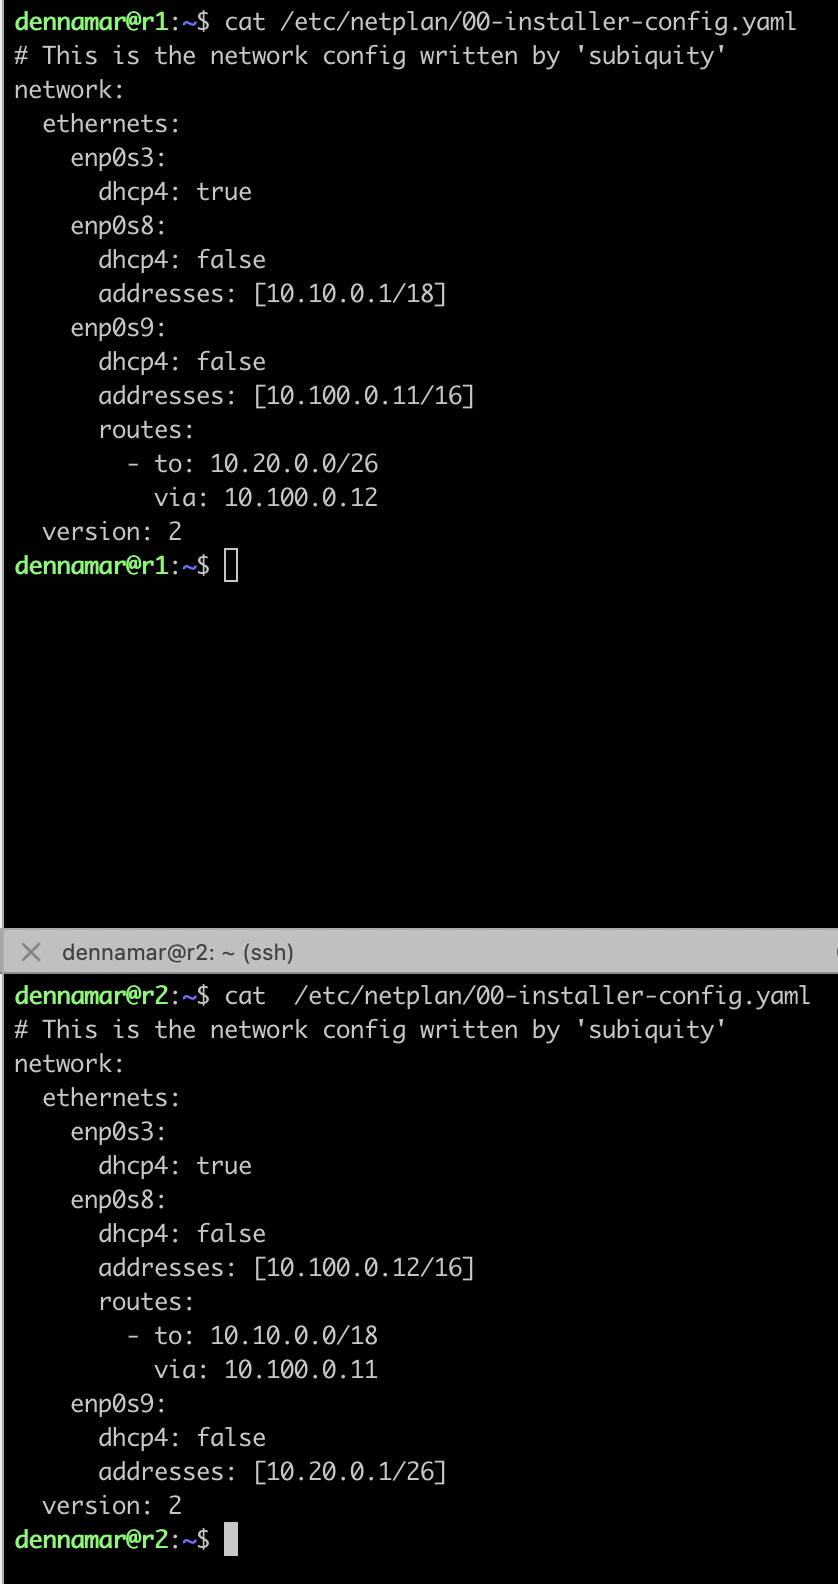 dennamar@r1:~$ cat /etc/netplan/00-installer-config.yaml
# This is the network config written by 'subiquity'
network:
  ethernets:
    enp0s3:
      dhcp4: true
    enp0s8:
      dhcp4: false
      addresses: [10.10.0.1/18]
    enp0s9:
      dhcp4: false
      addresses: [10.100.0.11/16]
      routes:
        - to: 10.20.0.0/26
          via: 10.100.0.12
  version: 2
dennamar@r1:~$
dennamar@r2: ~ (ssh)
dennamar@r2:~$ cat  /etc/netplan/00-installer-config.yaml
# This is the network config written by 'subiquity'
network:
  ethernets:
    enp0s3:
      dhcp4: true
    enp0s8:
      dhcp4: false
      addresses: [10.100.0.12/16]
      routes:
        - to: 10.10.0.0/18
          via: 10.100.0.11
    enp0s9:
      dhcp4: false
      addresses: [10.20.0.1/26]
  version: 2
dennamar@r2:~$